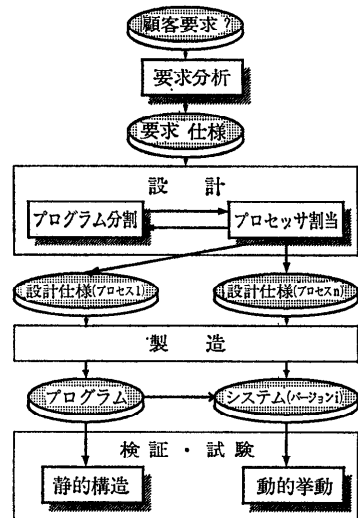 顧客要求?
要求分析
要求仕様
設計
プログラム分割
プロセッサ割当
設計仕様(プロセス1)
設計仕様(プロセスn)
製造
プログラム
システム(バージョンi)
検証・試験
静的構造
動的挙動